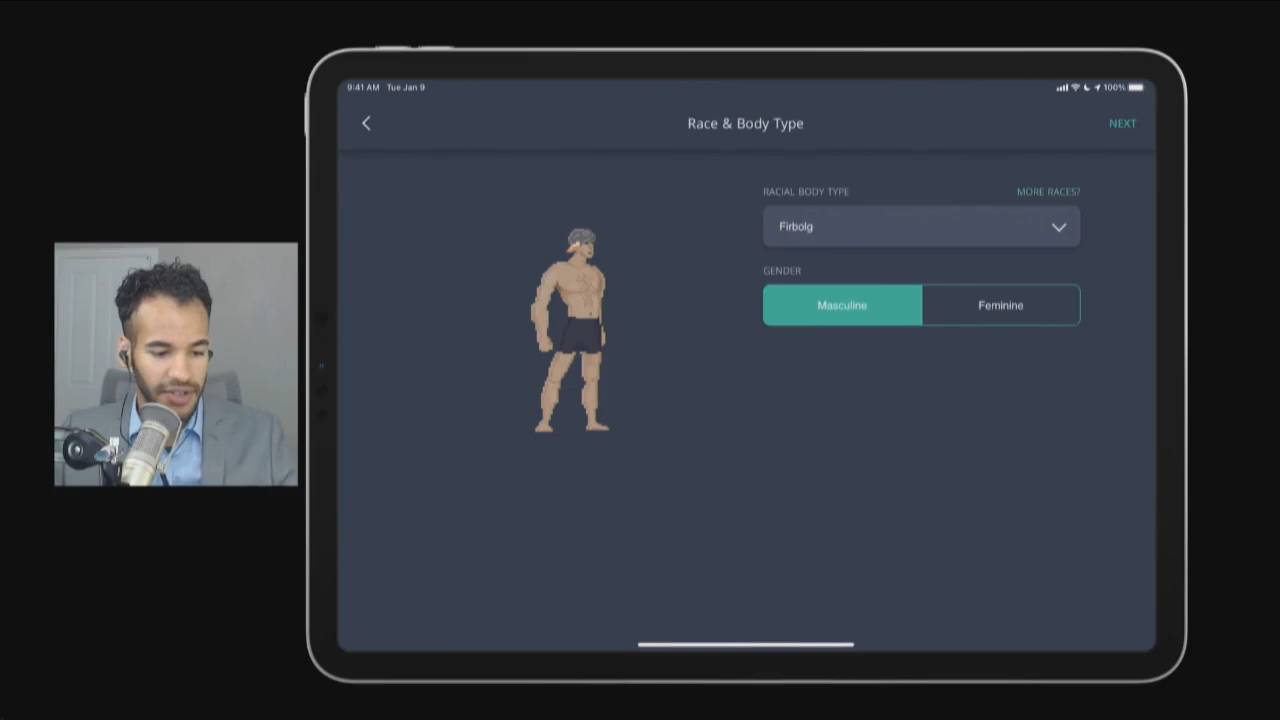 9:41 AM Tue Jan 9
100%
Race & Body Type
NEXT
RACIAL BODY TYPE
MORE RACES?
Firbolg
GENDER
Masculine
Feminine